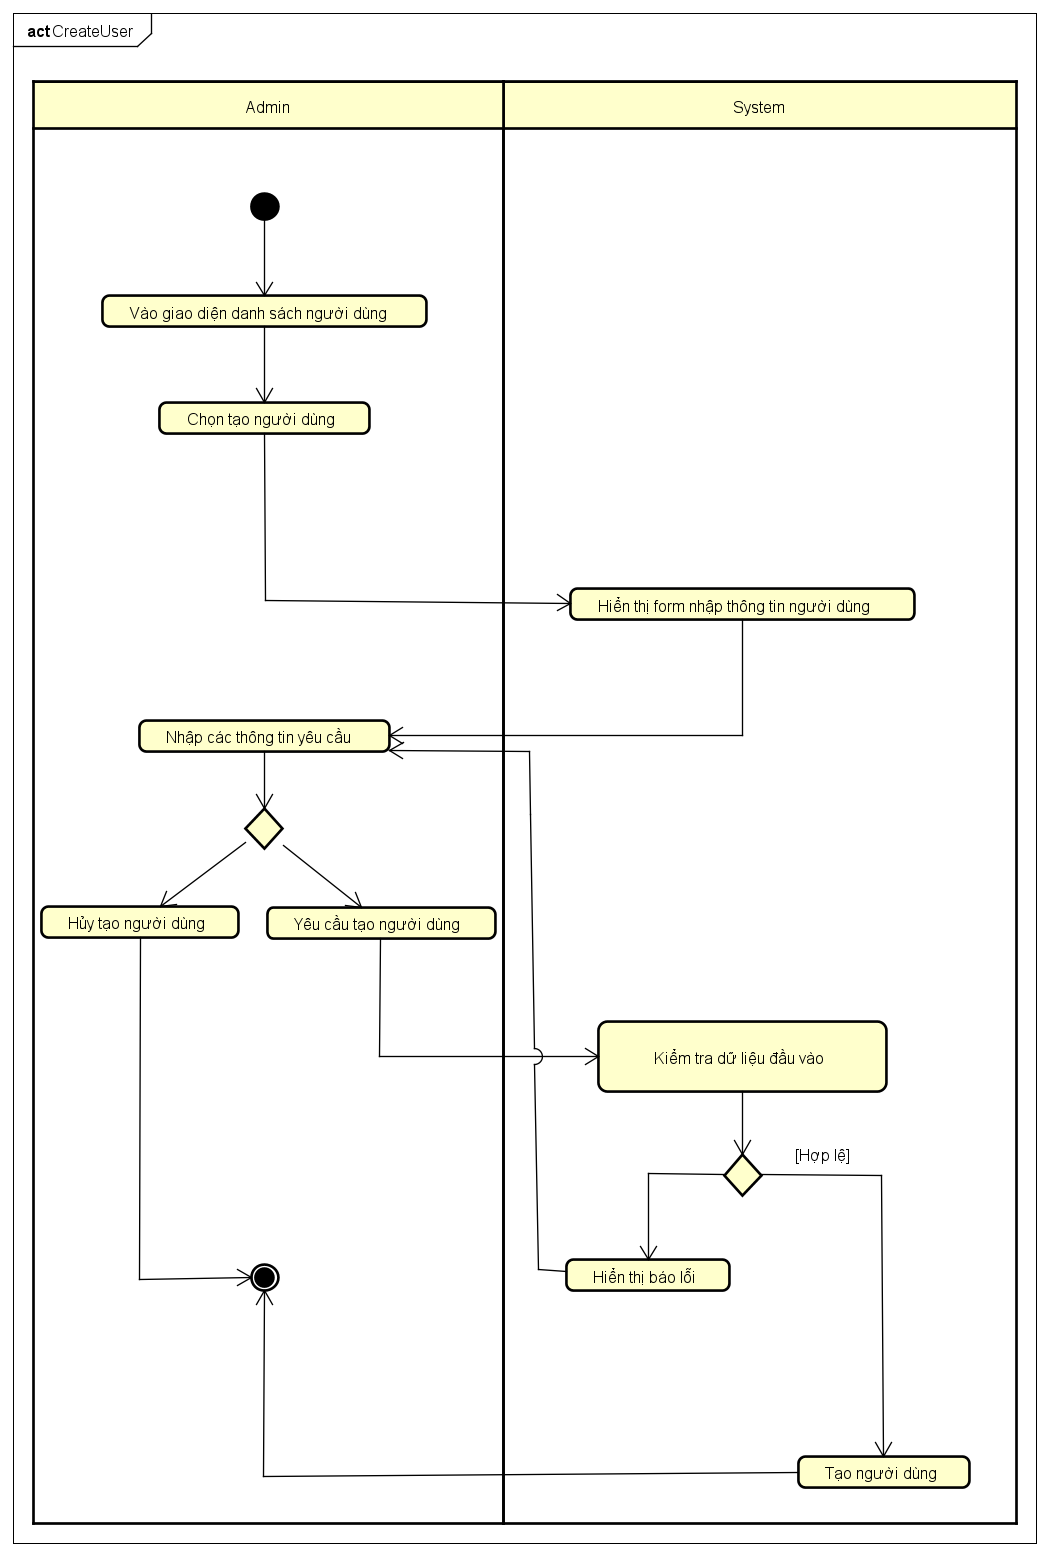 act CreateUser
Admin
System
Vào giao diện danh sách người dùng
Chọn tạo người dùng
Hiển thị form nhập thông tin người dùng
Nhập các thông tin yêu cầu
Hủy tạo người dùng
Yêu cầu tạo người dùng
Kiểm tra dữ liệu đầu vào
[Hợp lệ]
Hiển thị báo lỗi
Tạo người dùng